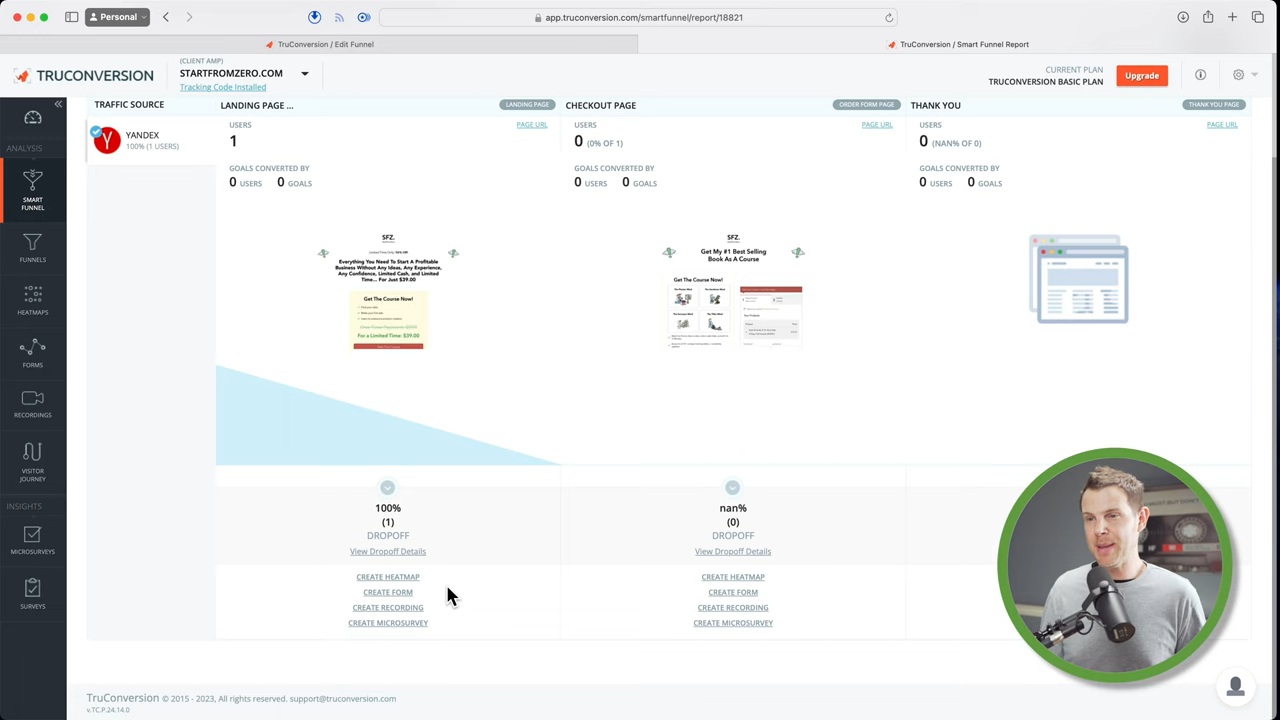 Personal
app.truconversion.com/smartfunnel/report/18821
TruConversion / Edit Funnel
TruConversion / Smart Funnel Report
TRUCONVERSION
(CLIENT AMP)
STARTFROMZERO.COM
Tracking Code Installed
CURRENT PLAN
TRUCONVERSION BASIC PLAN
Upgrade
TRAFFIC SOURCE
LANDING PAGE ...
LANDING PAGE
CHECKOUT PAGE
ORDER FORM PAGE
THANK YOU
THANK YOU PAGE
YANDEX
100% (1 USERS)
USERS
PAGE URL
1
GOALS CONVERTED BY
0 USERS 0 GOALS
USERS
PAGE URL
0 (0% OF 1)
GOALS CONVERTED BY
0 USERS 0 GOALS
USERS
PAGE URL
0 (NAN% OF 0)
GOALS CONVERTED BY
0 USERS 0 GOALS
ANALYSIS
SMART
FUNNEL
FUNNELS
HEATMAPS
FORMS
RECORDINGS
VISITOR
JOURNEY
INSIGHTS
MICROSURVEYS
SURVEYS
SFZ.
Everything You Need To Start A Profitable
Business Without Any Ideas, Any Experience,
Any Confidence, Limited Cash, and Limited
Time... For Just $39.00
Get The Course Now!
For a Limited Time: $39.00
SFZ.
Get My #1 Best Selling
Book As A Course
Get The Course Now!
100%
(1)
DROPOFF
View Dropoff Details
CREATE HEATMAP
CREATE FORM
CREATE RECORDING
CREATE MICROSURVEY
nan%
(0)
DROPOFF
View Dropoff Details
CREATE HEATMAP
CREATE FORM
CREATE RECORDING
CREATE MICROSURVEY
TruConversion © 2015 - 2023, All rights reserved. support@truconversion.com
v.TC.P.24.14.0